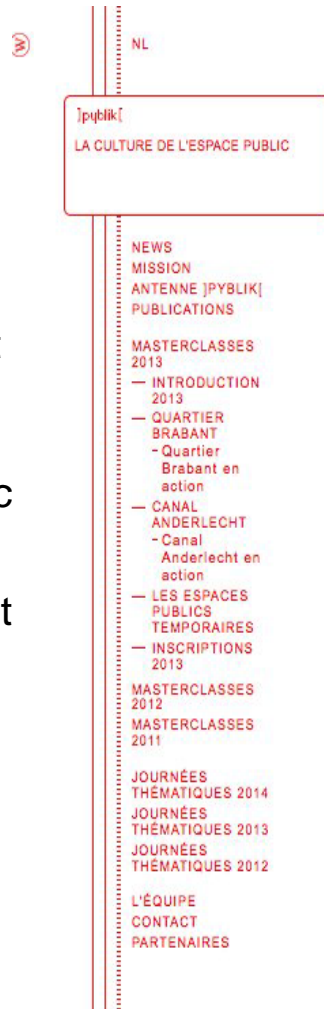 W
NL
]pyblik[
LA CULTURE DE L'ESPACE PUBLIC
NEWS
MISSION
ANTENNE ]PYBLIK[
PUBLICATIONS
MASTERCLASSES
2013
— INTRODUCTION
2013
— QUARTIER
BRABANT
- Quartier
Brabant en
action
— CANAL
ANDERLECHT
- Canal
Anderlecht en
action
— LES ESPACES
PUBLICS
TEMPORAIRES
— INSCRIPTIONS
2013
MASTERCLASSES
2012
MASTERCLASSES
2011
JOURNÉES
THÉMATIQUES 2014
JOURNÉES
THÉMATIQUES 2013
JOURNÉES
THÉMATIQUES 2012
L'ÉQUIPE
CONTACT
PARTENAIRES
c
t